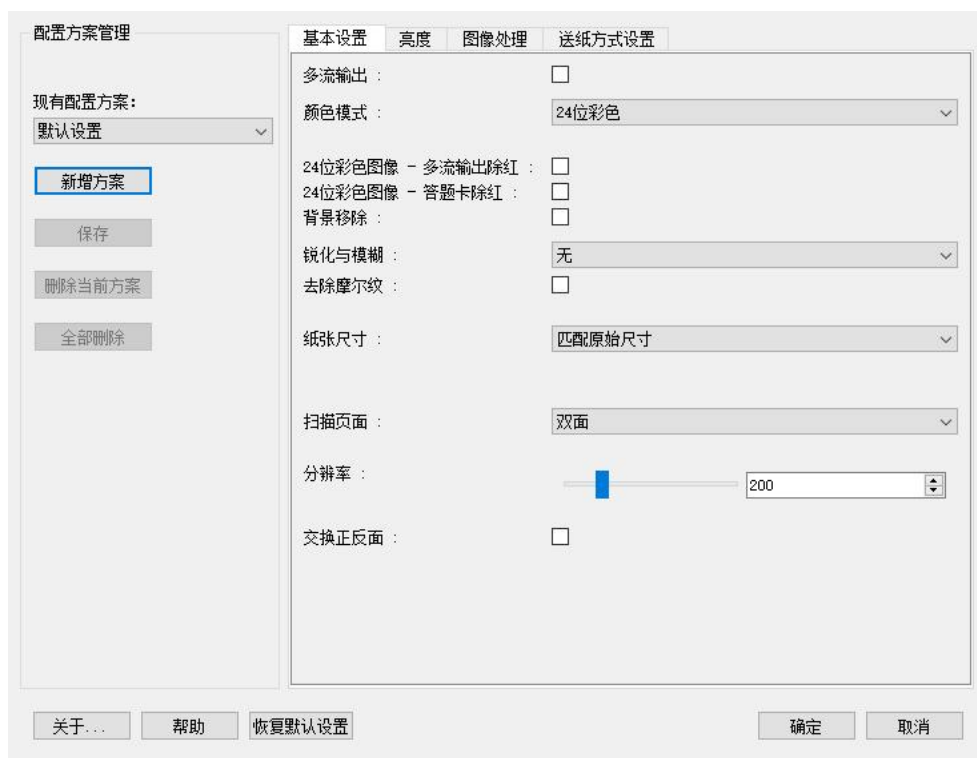 配置方案管理
现有配置方案：
默认设置
新增方案
保存
删除当前方案
全部删除
基本设置 亮度 图像处理 送纸方式设置
多流输出 :
颜色模式 : 24位彩色
24位彩色图像 - 多流输出除红 :
24位彩色图像 - 答题卡除红 :
背景移除 :
锐化与模糊 : 无
去除摩尔纹 :
纸张尺寸 : 匹配原始尺寸
扫描页面 : 双面
分辨率 : 200
交换正反面 :
关于... 帮助 恢复默认设置 确定 取消